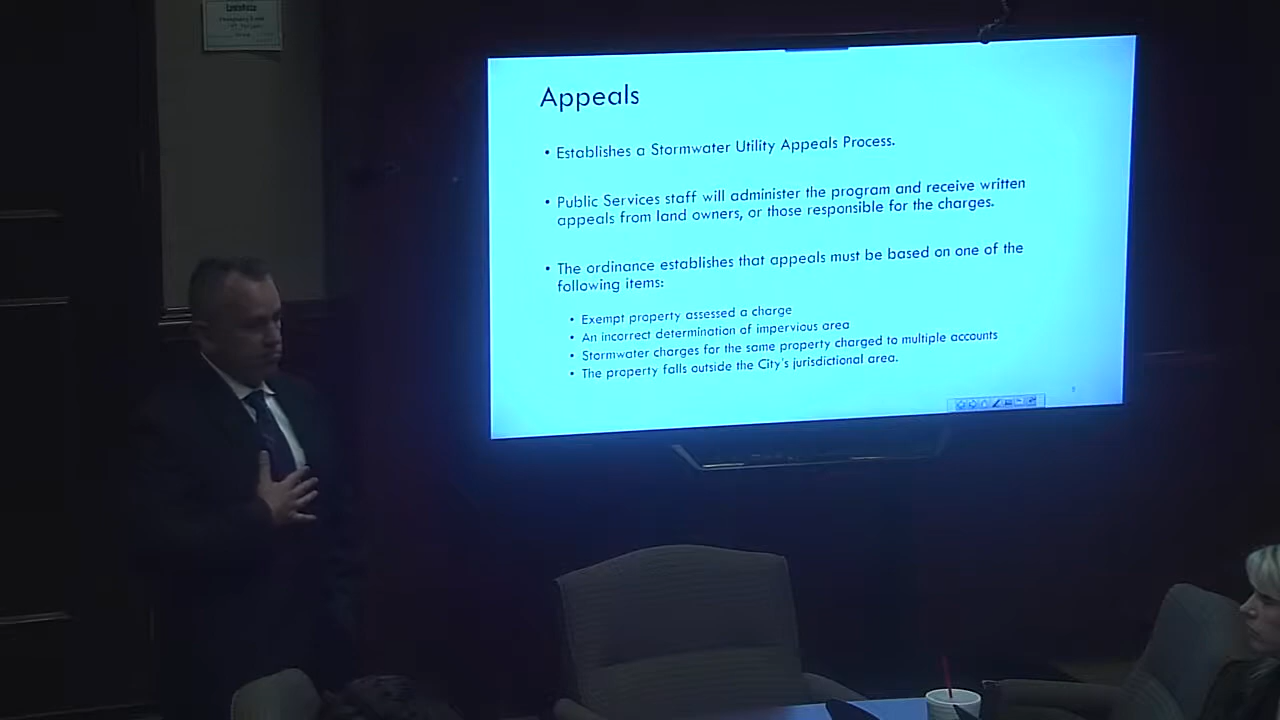 Appeals
• Establishes a Stormwater Utility Appeals Process.
• Public Services staff will administer the program and receive written
appeals from land owners, or those responsible for the charges.
• The ordinance establishes that appeals must be based on one of the
following items:
• Exempt property assessed a charge
• An incorrect determination of impervious area
• Stormwater charges for the same property charged to multiple accounts
• The property falls outside the City's jurisdictional area.